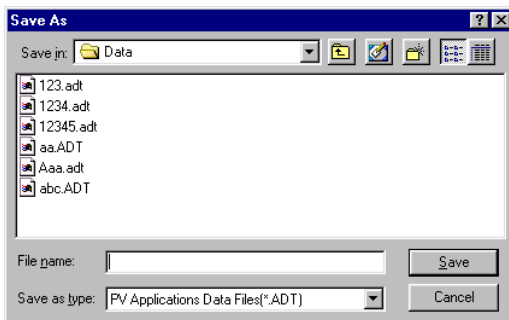 Save As
Save in: Data
123.adt
1234.adt
12345.adt
aa.ADT
Aaa.adt
abc.ADT
File name:
Save
Save as type: PV Applications Data Files(*.ADT)
Cancel